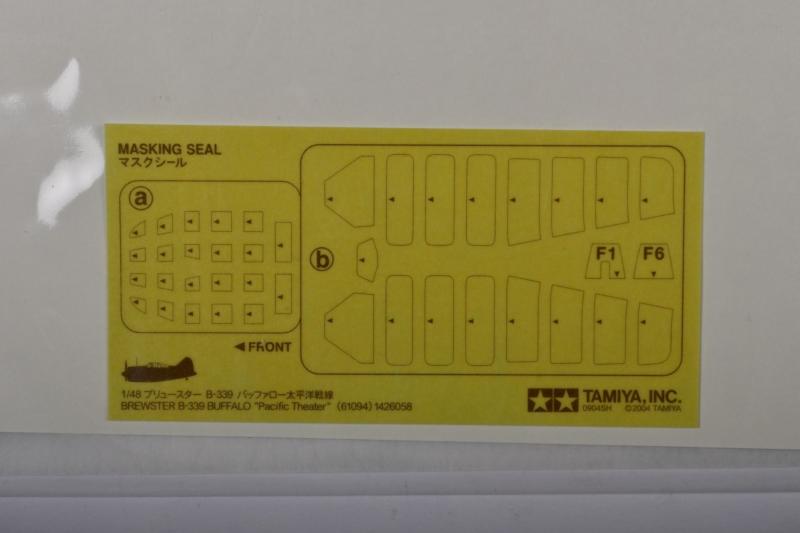 MASKING SEAL
マスクシール
a
b
F1 F6
◀ FRONT
1/48 ブリュースター B-339 バッファロー太平洋戦線
BREWSTER B-339 BUFFALO "Pacific Theater" (61094) 1426058
TAMIYA, INC.
0904SH ©2004 TAMIYA